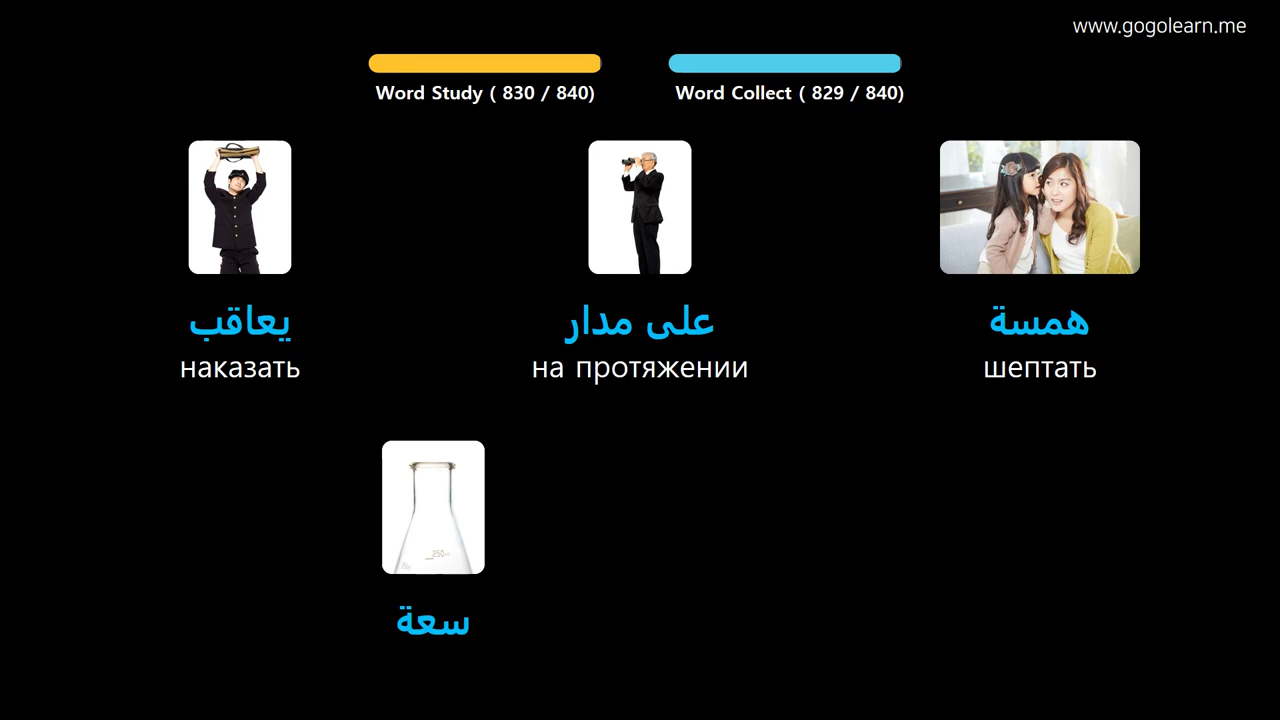 www.gogolearn.me
Word Study ( 830 / 840)
Word Collect ( 829 / 840)
يعاقب
наказать
على مدار
на протяжении
همسة
шептать
250
سعة